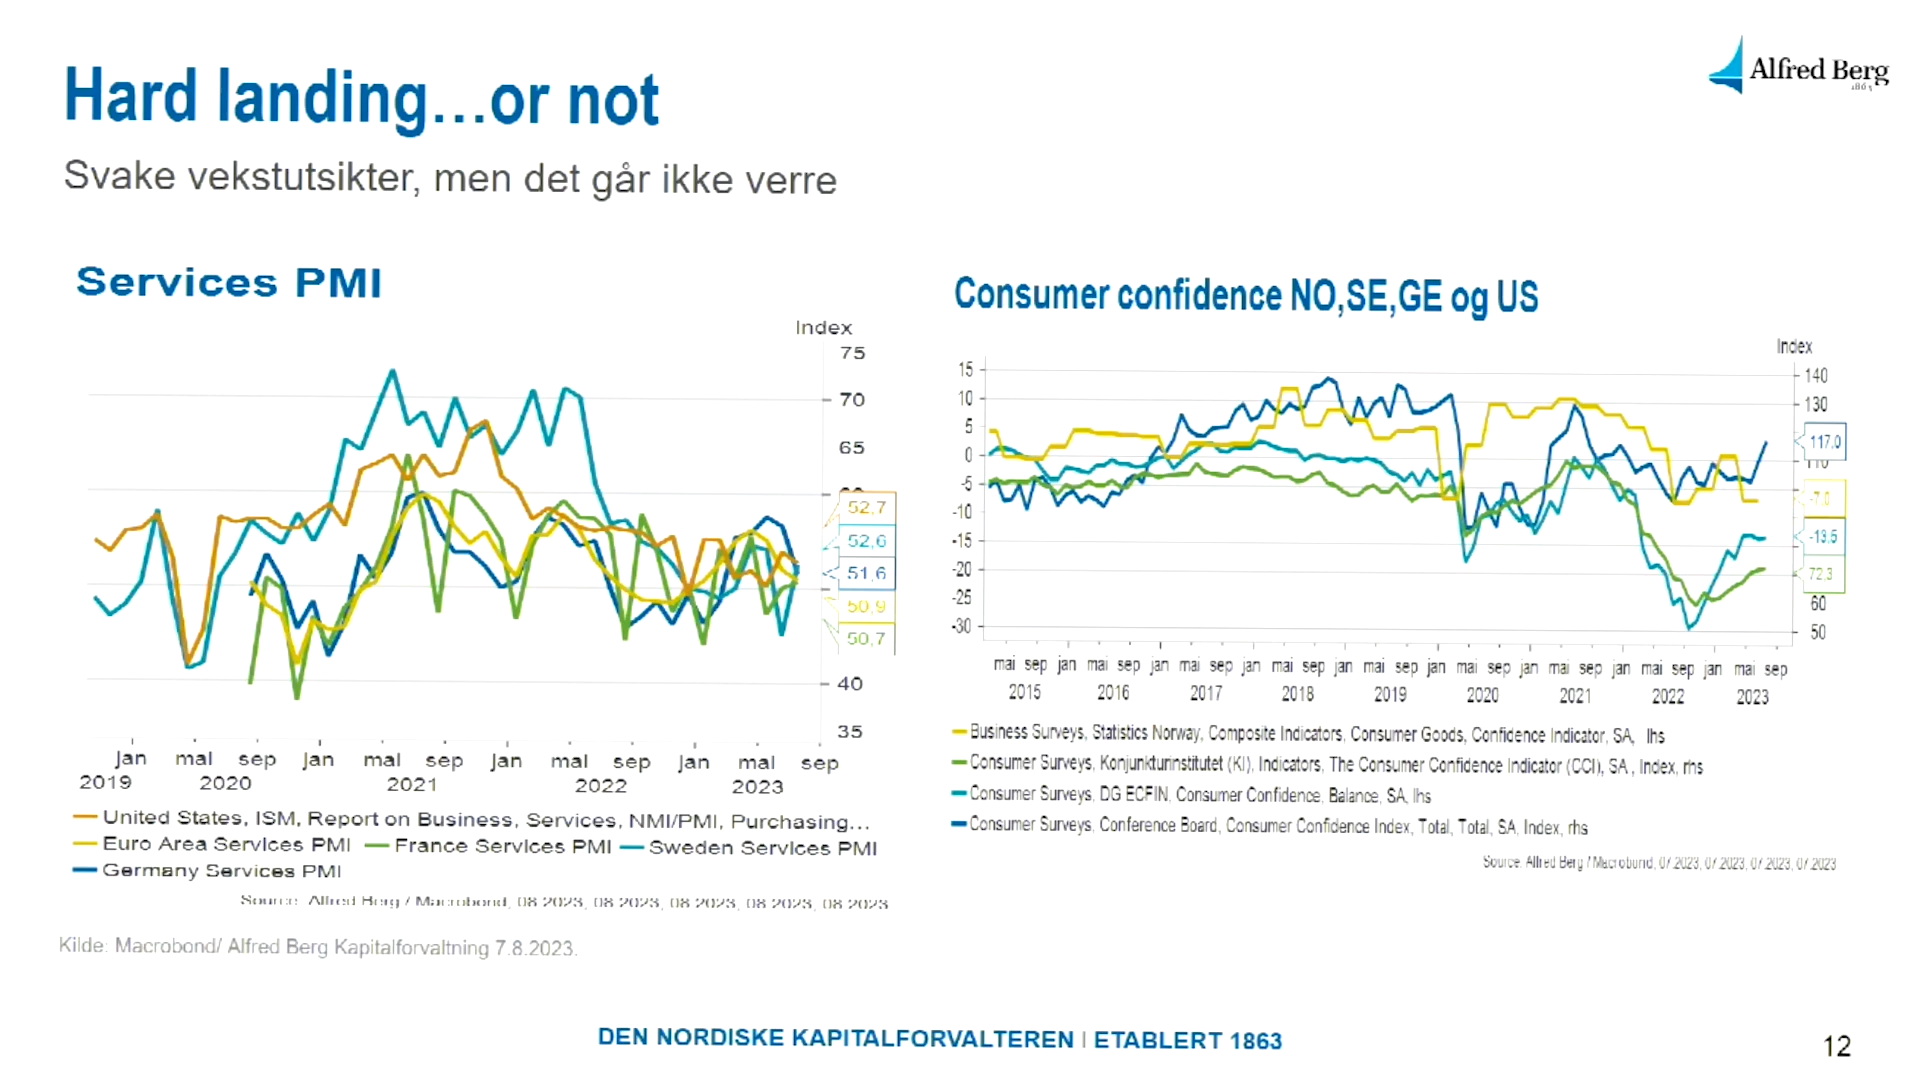 Hard landing...or not
Alfred Berg
1863
Svake vekstutsikter, men det går ikke verre
Services PMI
Index
75
70
65
60
52,7
52,6
51,6
50,9
50,7
40
35
Jan mai sep Jan mai sep Jan mai sep Jan mai sep
2019 2020 2021 2022 2023
United States, ISM, Report on Business, Services, NMI/PMI, Purchasing...
Euro Area Services PMI France Services PMI Sweden Services PMI
Germany Services PMI
Source: Alfred Berg / Macrobond, 08.2023, 08.2023, 08.2023, 08.2023, 08.2023
Consumer confidence NO,SE,GE og US
Index
15
10
5
0
-5
-10
-15
-20
-25
-30
140
130
117,0
110
-7,0
-13,5
72,3
60
50
mai sep jan mai sep jan mai sep jan mai sep jan mai sep jan mai sep jan mai sep jan mai sep jan mai sep
2015 2016 2017 2018 2019 2020 2021 2022 2023
Business Surveys, Statistics Norway, Composite Indicators, Consumer Goods, Confidence Indicator, SA, lhs
Consumer Surveys, Konjunkturinstitutet (KI), Indicators, The Consumer Confidence Indicator (CCI), SA, Index, rhs
Consumer Surveys, DG ECFIN, Consumer Confidence, Balance, SA, lhs
Consumer Surveys, Conference Board, Consumer Confidence Index, Total, Total, SA, Index, rhs
Source: Alfred Berg / Macrobond, 07.2023, 07.2023, 07.2023, 07.2023
Kilde: Macrobond/ Alfred Berg Kapitalforvaltning 7.8.2023.
DEN NORDISKE KAPITALFORVALTEREN | ETABLERT 1863
12